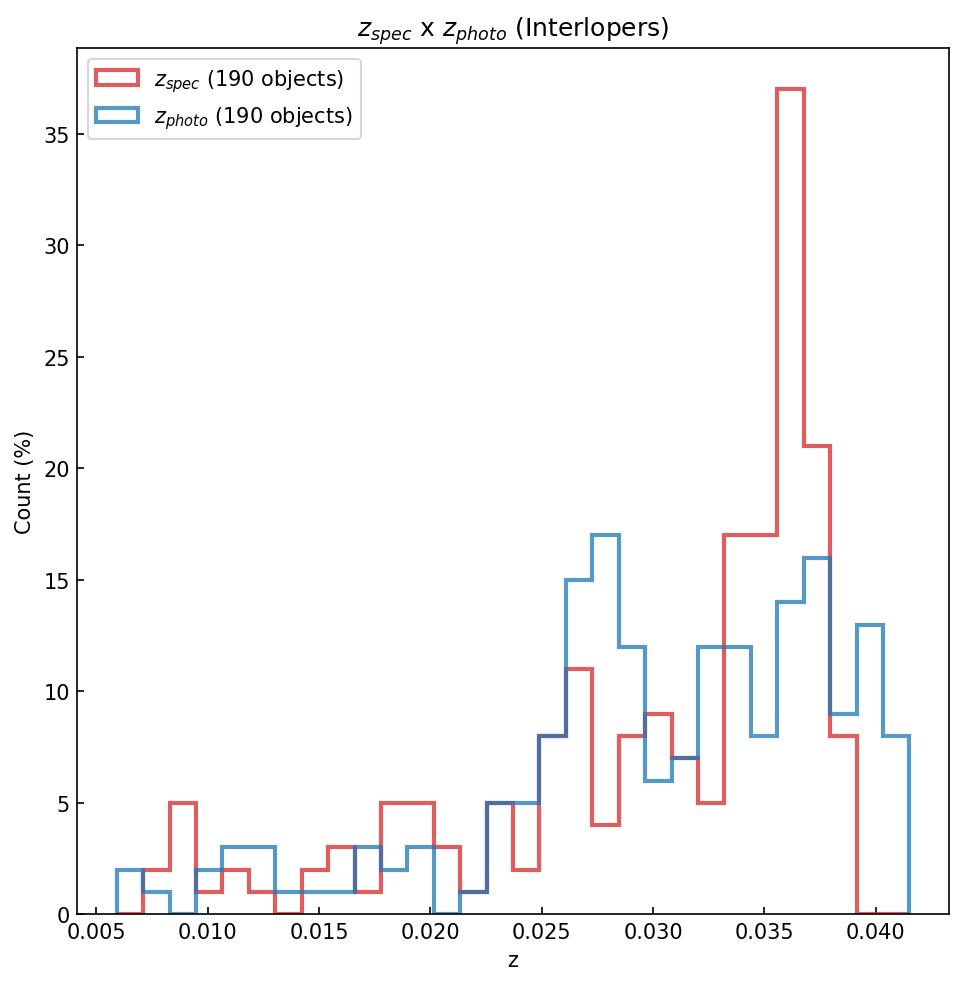 z_spec x z_photo (Interlopers)
z_spec (190 objects)
z_photo (190 objects)
Count (%)
35
30
25
20
15
10
5
0
0.005 0.010 0.015 0.020 0.025 0.030 0.035 0.040
z